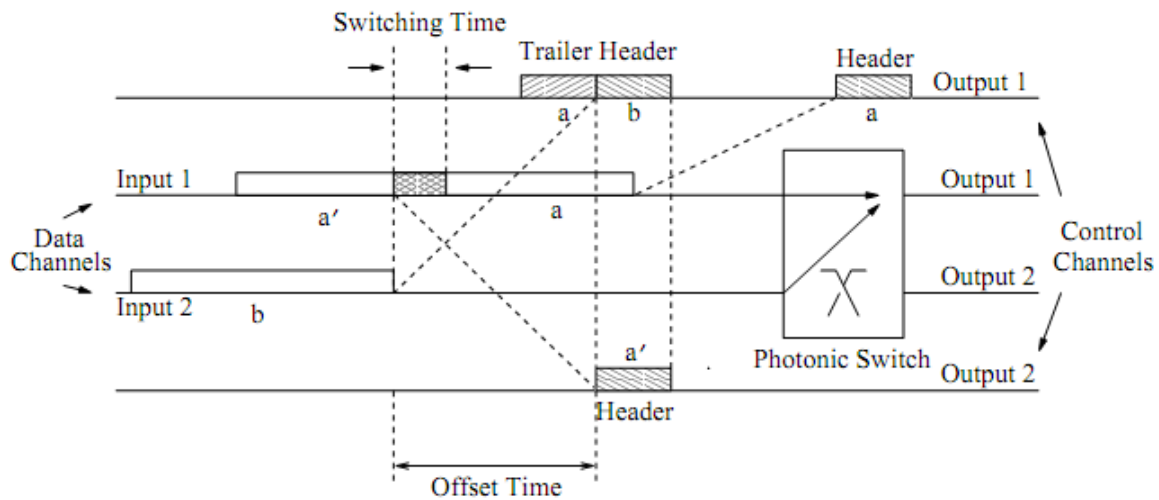 Switching Time
Trailer Header
Header
Output 1
a
b
a
Input 1
Output 1
a′
a
Data
Channels
Control
Channels
Output 2
Input 2
b
Photonic Switch
a′
Output 2
Header
Offset Time